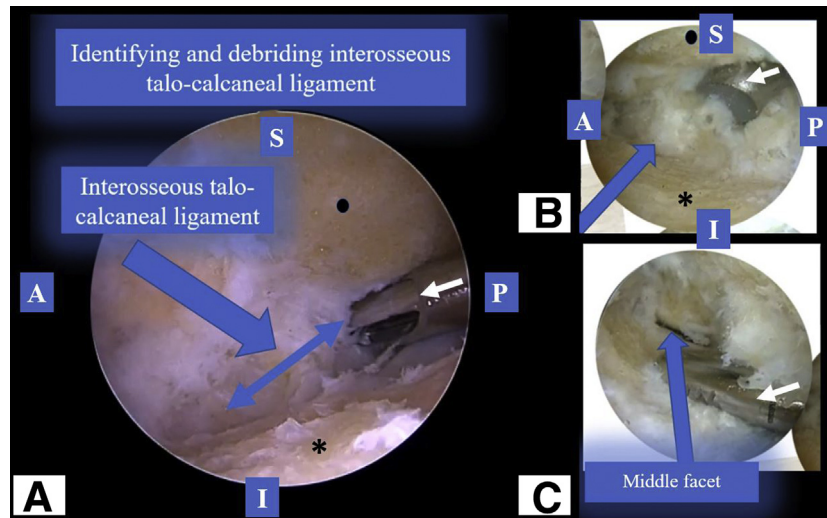 Identifying and debriding interosseous
talo-calcaneal ligament
S
Interosseous talo-
calcaneal ligament
A
P
*
I
A
S
A
P
*
I
B
Middle facet
C